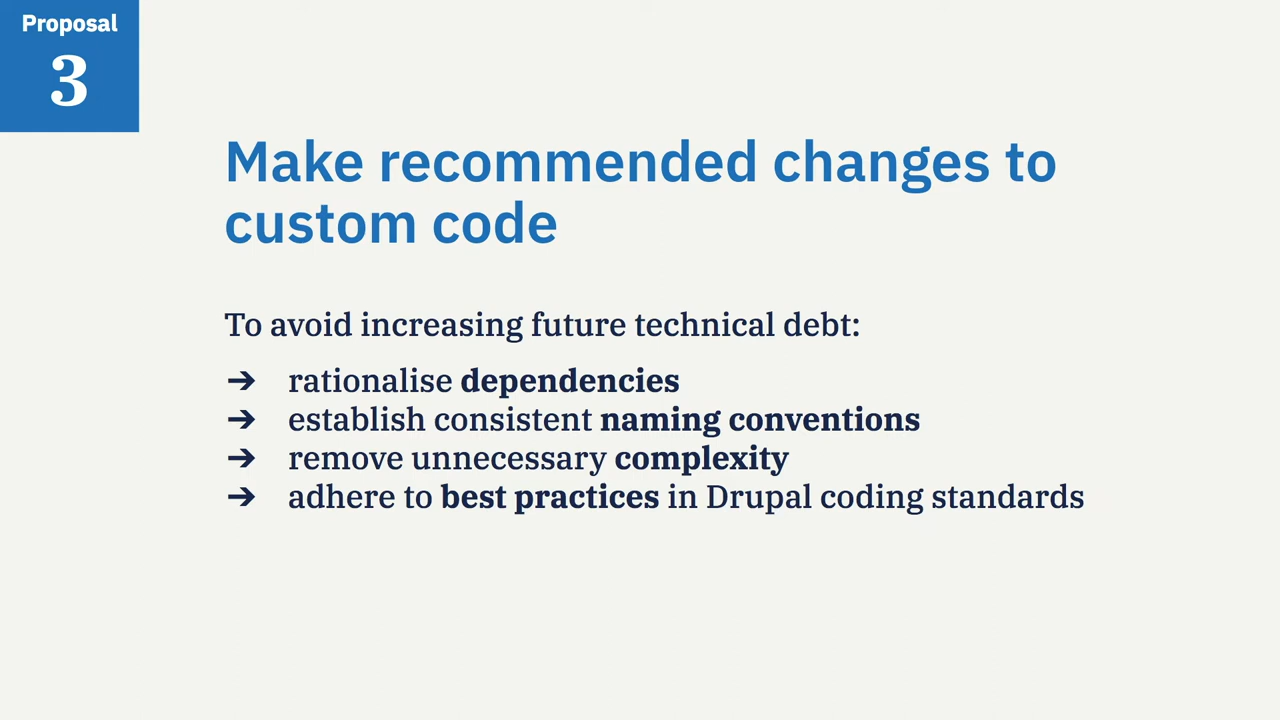 Proposal
3
Make recommended changes to
custom code
To avoid increasing future technical debt:
➔ rationalise dependencies
➔ establish consistent naming conventions
➔ remove unnecessary complexity
➔ adhere to best practices in Drupal coding standards